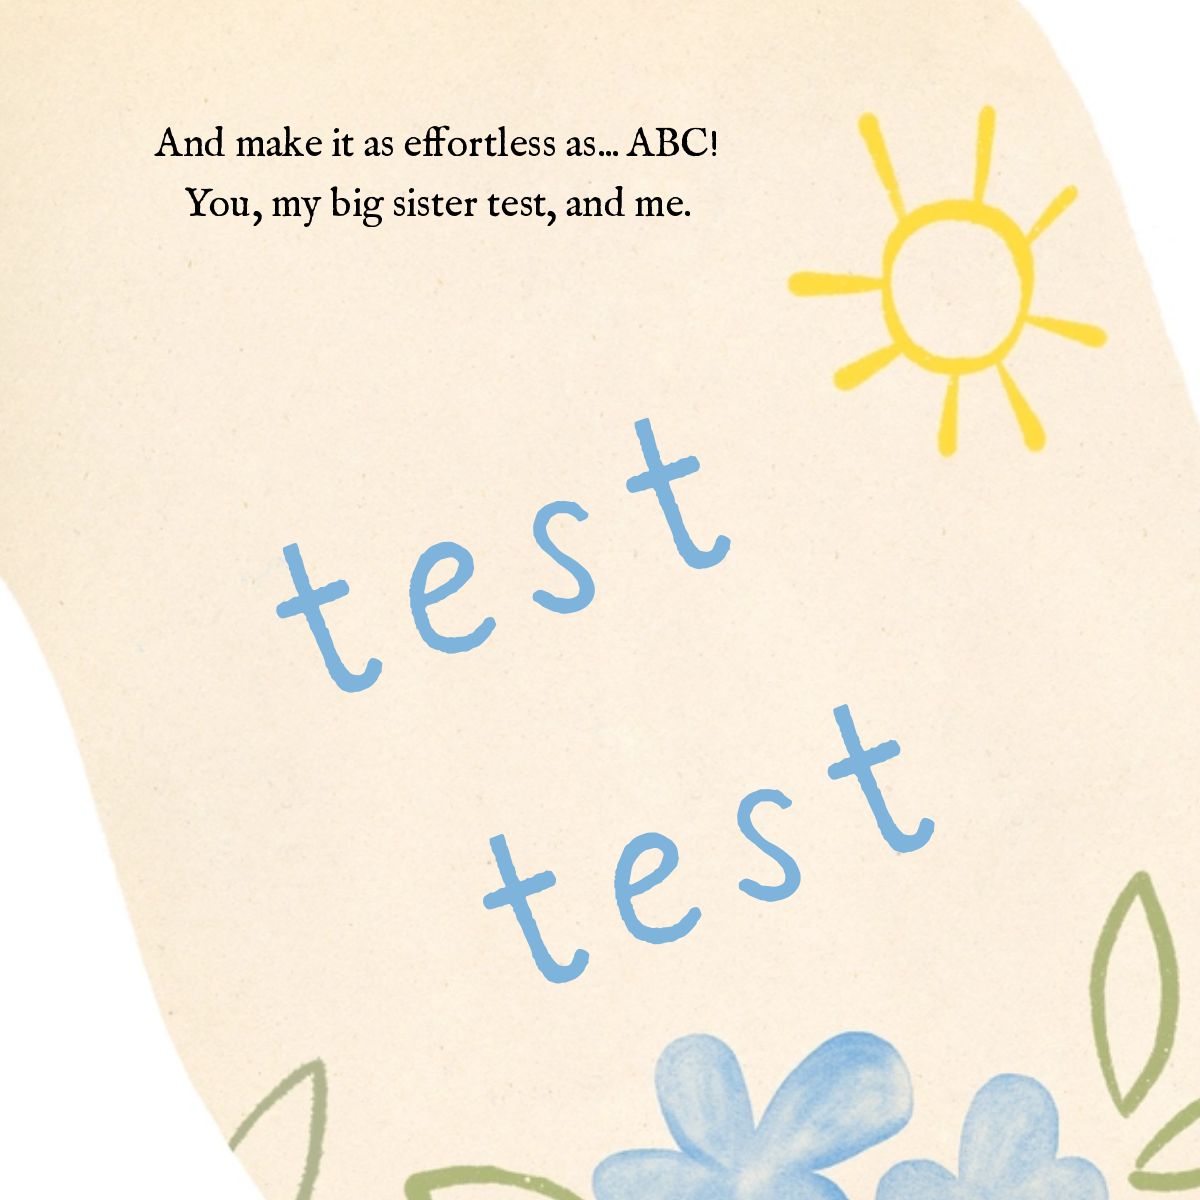 And make it as effortless as... ABC!
You, my big sister test, and me.
test
test